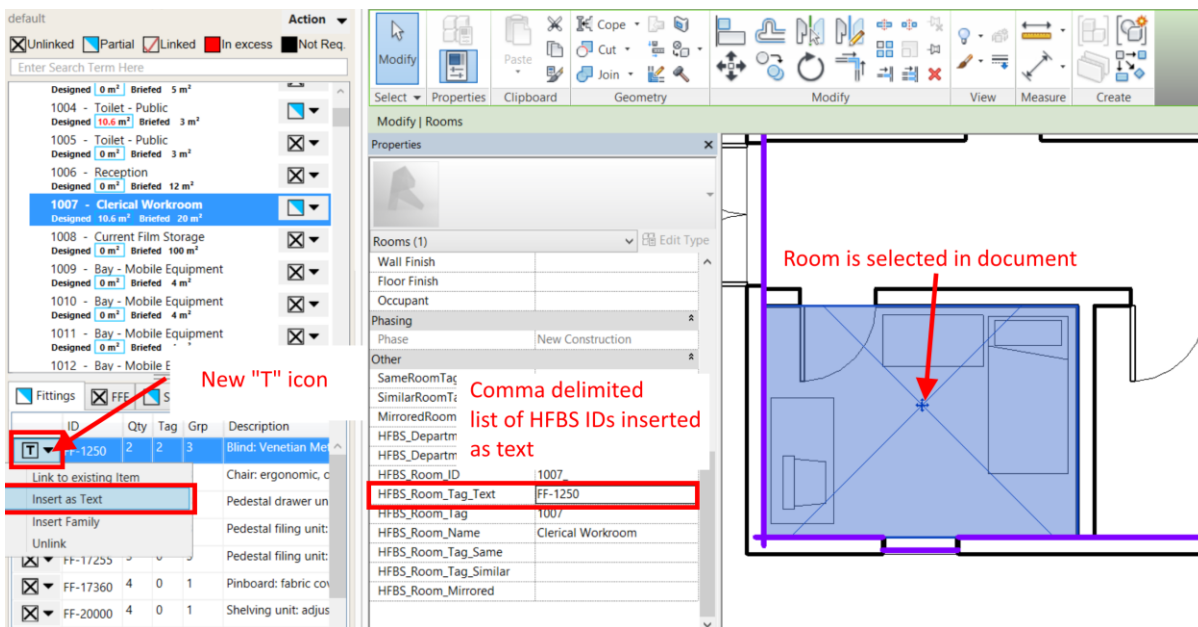 default
Action
Unlinked Partial Linked In excess Not Req.
Enter Search Term Here
Designed 0 m² Briefed 5 m²
1004 - Toilet - Public
Designed 10.6 m² Briefed 3 m²
1005 - Toilet - Public
Designed 0 m² Briefed 3 m²
1006 - Reception
Designed 0 m² Briefed 12 m²
1007 - Clerical Workroom
Designed 10.6 m² Briefed 20 m²
1008 - Current Film Storage
Designed 0 m² Briefed 100 m²
1009 - Bay - Mobile Equipment
Designed 0 m² Briefed 4 m²
1010 - Bay - Mobile Equipment
Designed 0 m² Briefed 4 m²
1011 - Bay - Mobile Equipment
Designed 0 m² Briefed
1012 - Bay - Mobile E
New "T" icon
Fittings FFE S
ID Qty Tag Grp Description
T FF-1250 2 2 3 Blind: Venetian Met
Link to existing Item
Chair: ergonomic, c
Insert as Text
Pedestal drawer un
Insert Family
Pedestal filing unit:
Unlink
FF-17255 Pedestal filing unit:
FF-17360 4 0 1 Pinboard: fabric cov
FF-20000 4 0 1 Shelving unit: adjus
Modify
Paste
Cope
Cut
Join
Select Properties Clipboard Geometry Modify View Measure Create
Modify | Rooms
Properties
R
Rooms (1) Edit Type
Wall Finish
Floor Finish
Occupant
Phasing
Phase New Construction
Other
SameRoomTag
SimilarRoomTa
MirroredRoom
HFBS_Departm
HFBS_Departm
Comma delimited
list of HFBS IDs inserted
as text
HFBS_Room_ID 1007_
HFBS_Room_Tag_Text FF-1250
HFBS_Room_Tag 1007
HFBS_Room_Name Clerical Workroom
HFBS_Room_Tag_Same
HFBS_Room_Tag_Similar
HFBS_Room_Mirrored
Room is selected in document